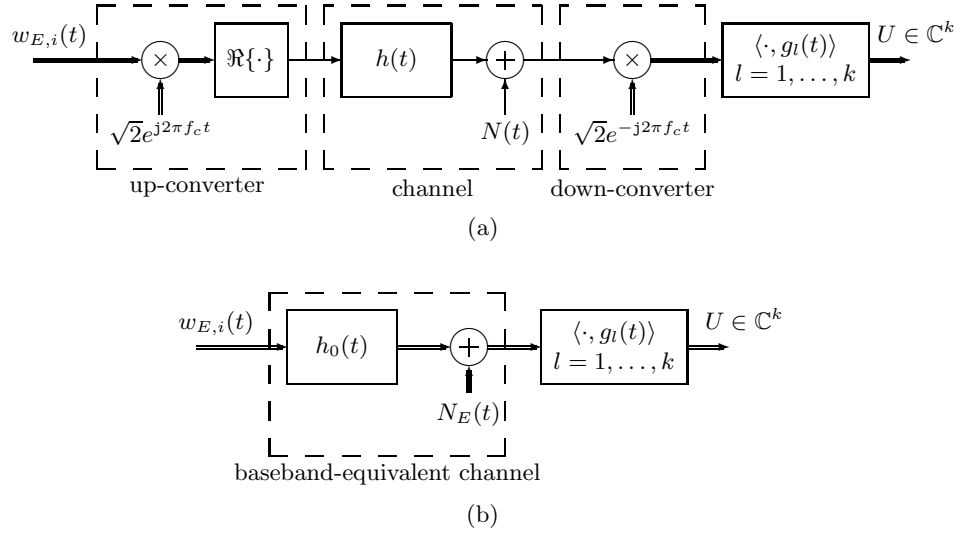 w_{E,i}(t)
×
ℜ{·}
h(t)
+
×
⟨·, g_l(t)⟩
l = 1, . . . , k
U ∈ ℂ^k
√2e^{j2πf_c t}
N(t)
√2e^{−j2πf_c t}
up-converter
channel
down-converter
(a)
w_{E,i}(t)
h_0(t)
+
⟨·, g_l(t)⟩
l = 1, . . . , k
U ∈ ℂ^k
N_E(t)
baseband-equivalent channel
(b)